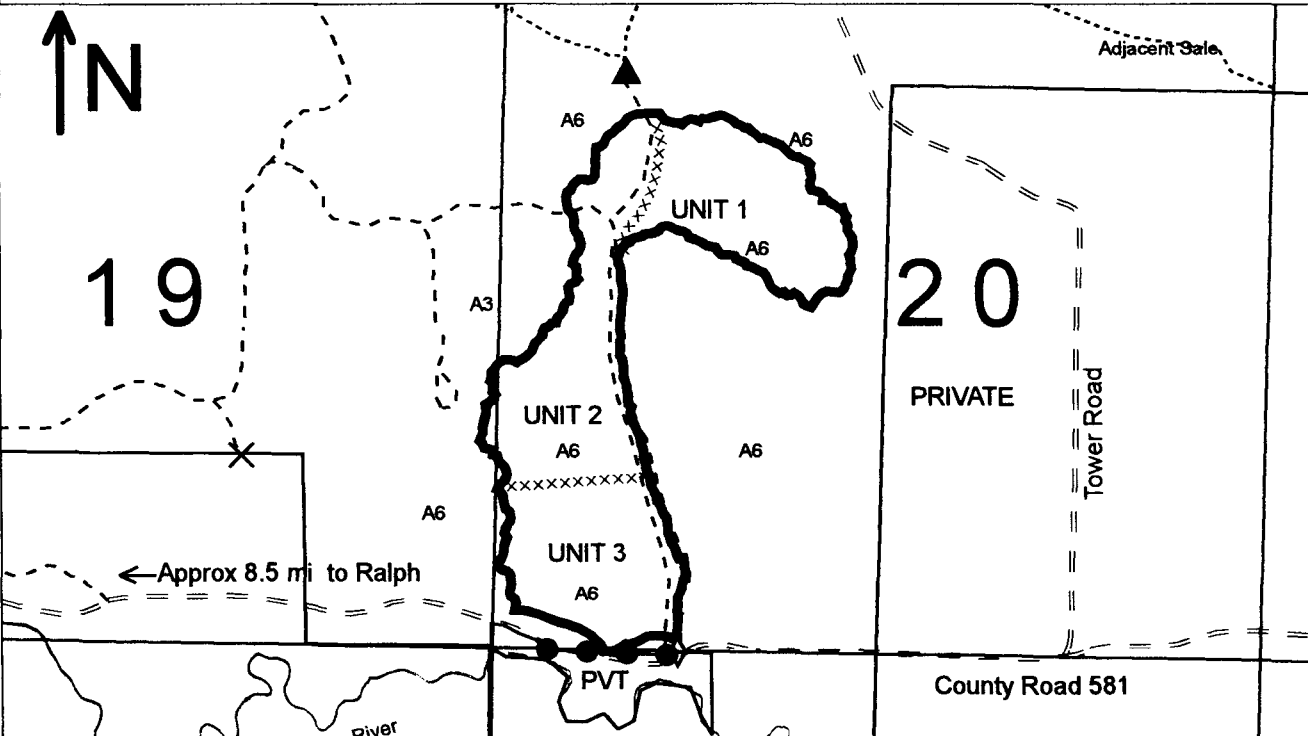 N
Adjacent Sale
A6
A6
UNIT 1
A6
19
A3
20
PRIVATE
Tower Road
UNIT 2
A6
A6
A6
UNIT 3
A6
Approx 8.5 mi to Ralph
PVT
County Road 581
River